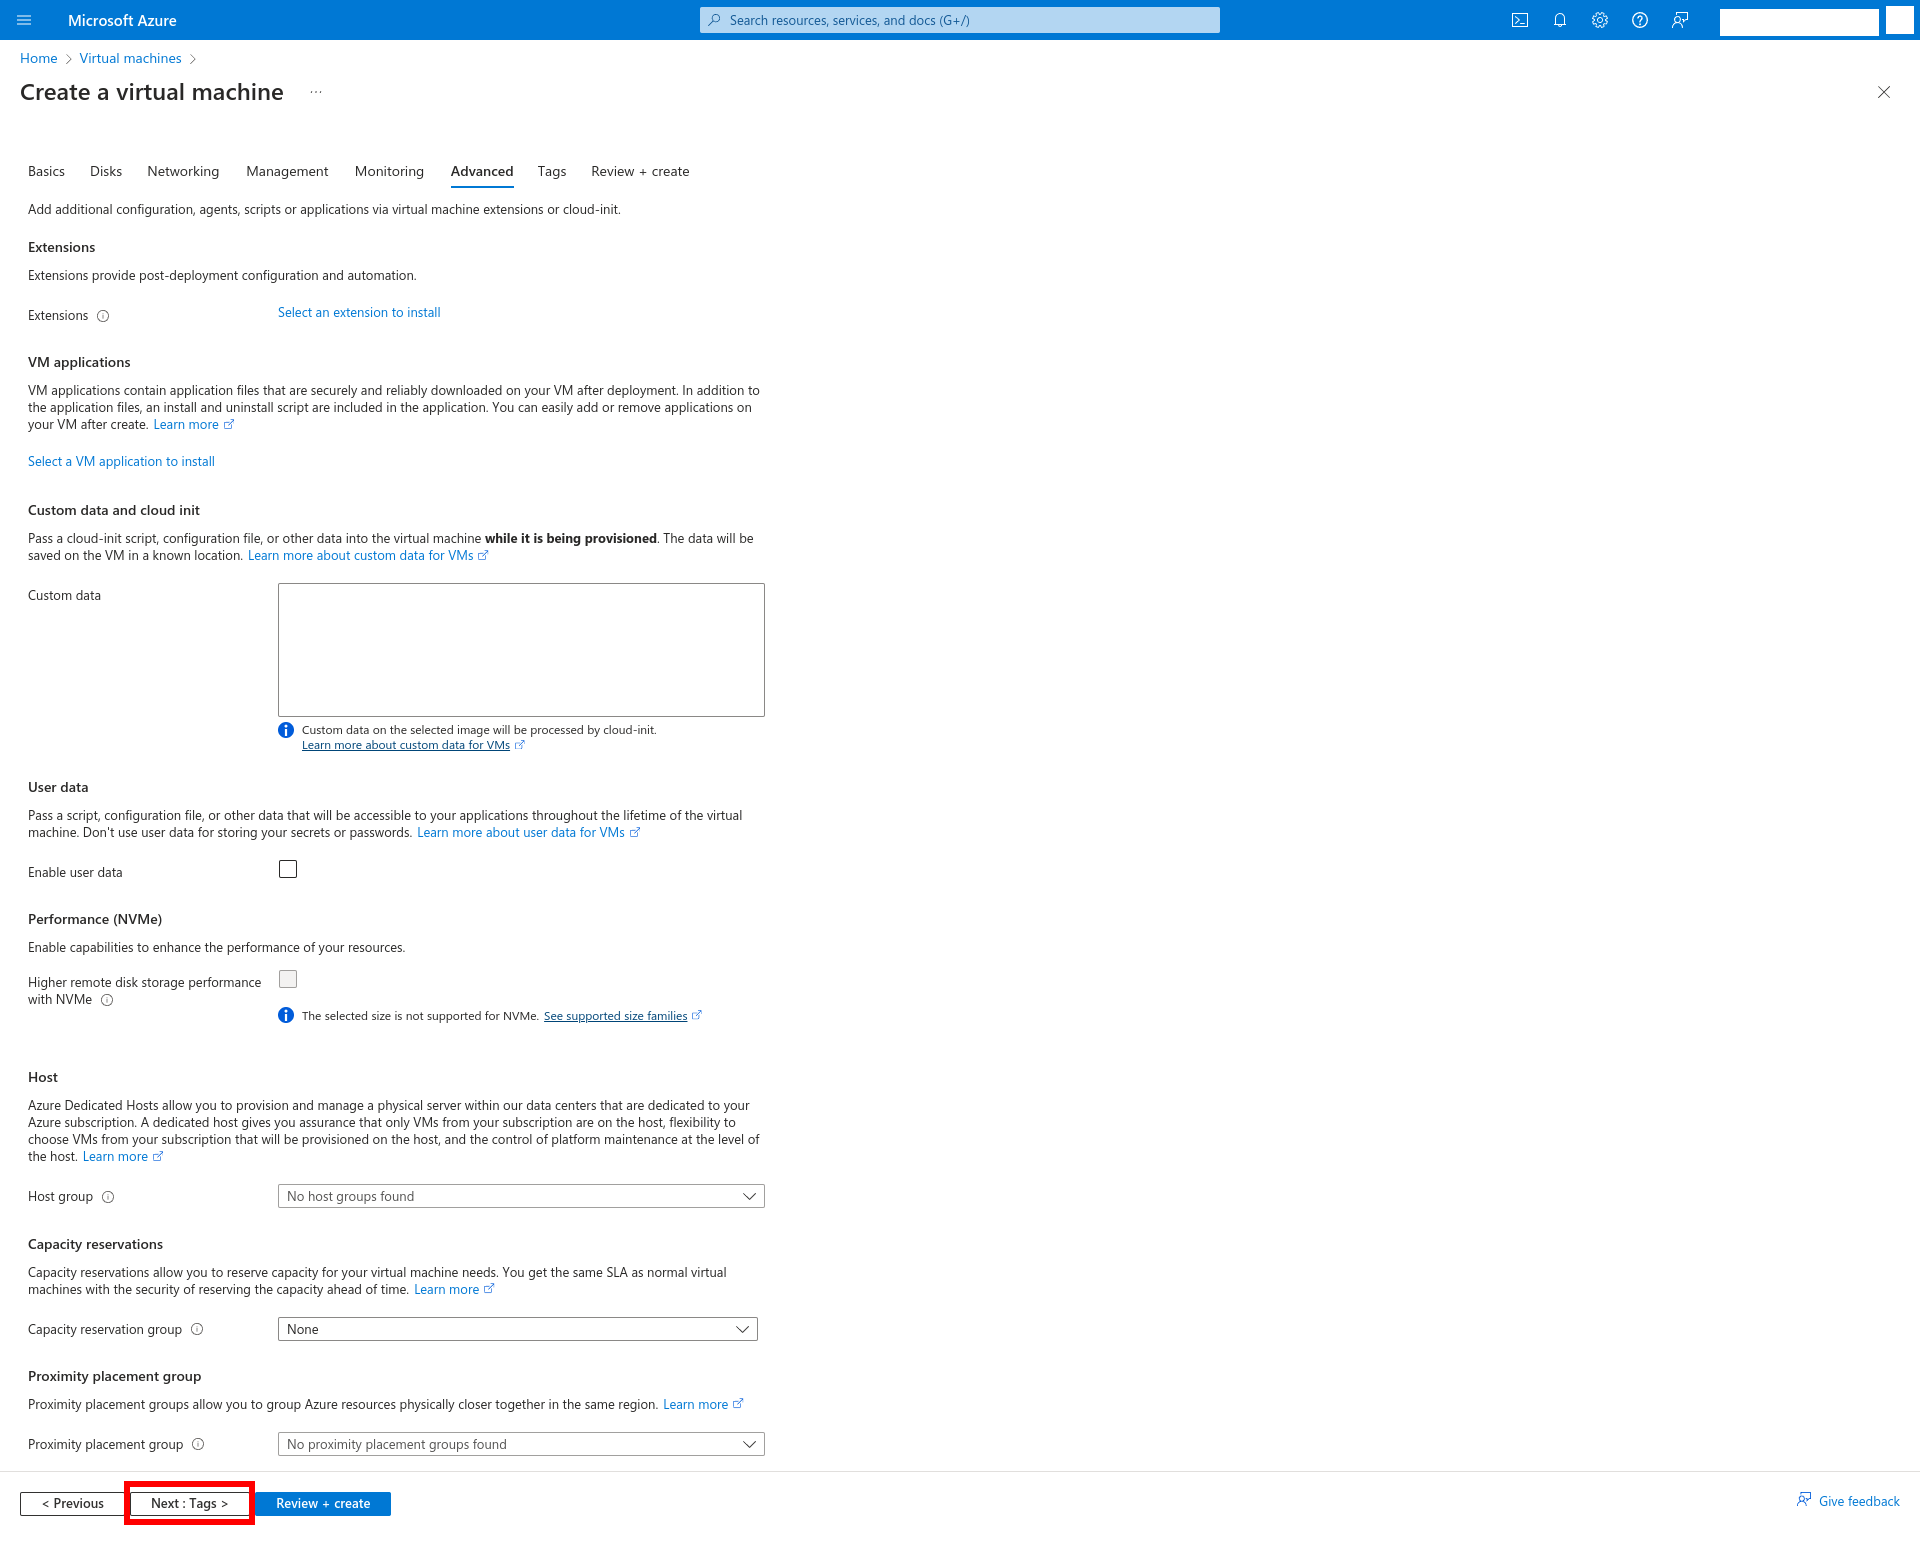 Microsoft Azure
Search resources, services, and docs (G+/)
Home
Virtual machines
Create a virtual machine
Basics
Disks
Networking
Management
Monitoring
Advanced
Tags
Review + create
Add additional configuration, agents, scripts or applications via virtual machine extensions or cloud-init.
Extensions
Extensions provide post-deployment configuration and automation.
Extensions
Select an extension to install
VM applications
VM applications contain application files that are securely and reliably downloaded on your VM after deployment. In addition to
the application files, an install and uninstall script are included in the application. You can easily add or remove applications on
your VM after create. Learn more
Select a VM application to install
Custom data and cloud init
Pass a cloud-init script, configuration file, or other data into the virtual machine while it is being provisioned. The data will be
saved on the VM in a known location. Learn more about custom data for VMs
Custom data
Custom data on the selected image will be processed by cloud-init.
Learn more about custom data for VMs
User data
Pass a script, configuration file, or other data that will be accessible to your applications throughout the lifetime of the virtual
machine. Don't use user data for storing your secrets or passwords. Learn more about user data for VMs
Enable user data
Performance (NVMe)
Enable capabilities to enhance the performance of your resources.
Higher remote disk storage performance
with NVMe
The selected size is not supported for NVMe. See supported size families
Host
Azure Dedicated Hosts allow you to provision and manage a physical server within our data centers that are dedicated to your
Azure subscription. A dedicated host gives you assurance that only VMs from your subscription are on the host, flexibility to
choose VMs from your subscription that will be provisioned on the host, and the control of platform maintenance at the level of
the host. Learn more
Host group
No host groups found
Capacity reservations
Capacity reservations allow you to reserve capacity for your virtual machine needs. You get the same SLA as normal virtual
machines with the security of reserving the capacity ahead of time. Learn more
Capacity reservation group
None
Proximity placement group
Proximity placement groups allow you to group Azure resources physically closer together in the same region. Learn more
Proximity placement group
No proximity placement groups found
< Previous
Next : Tags >
Review + create
Give feedback